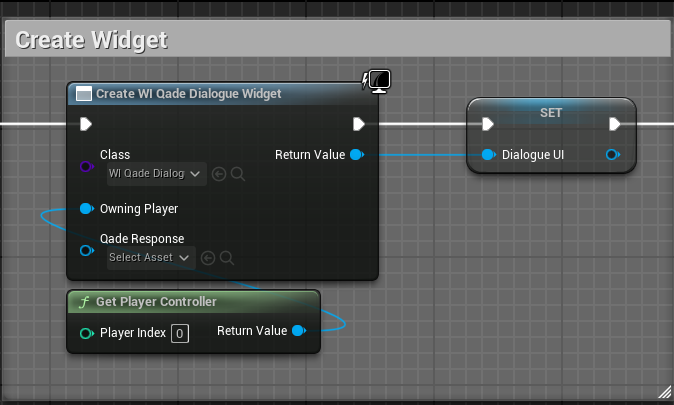 Create Widget
Create WI Qade Dialogue Widget
SET
Class
Return Value
WI Qade Dialog
Dialogue UI
Owning Player
Qade Response
Select Asset
f Get Player Controller
Player Index 0
Return Value